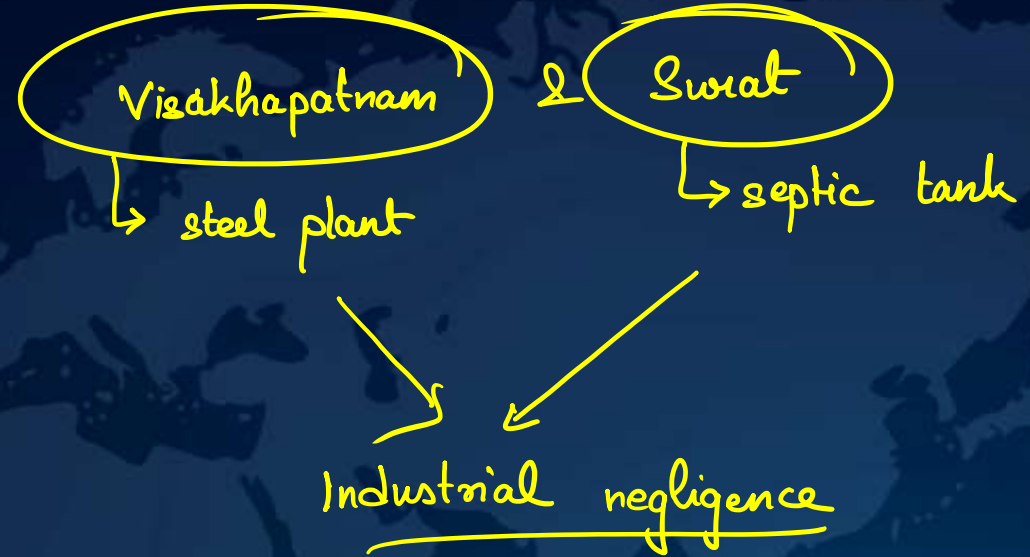 Visakhapatnam & Surat
↳ steel plant ↳ septic tank
Industrial negligence